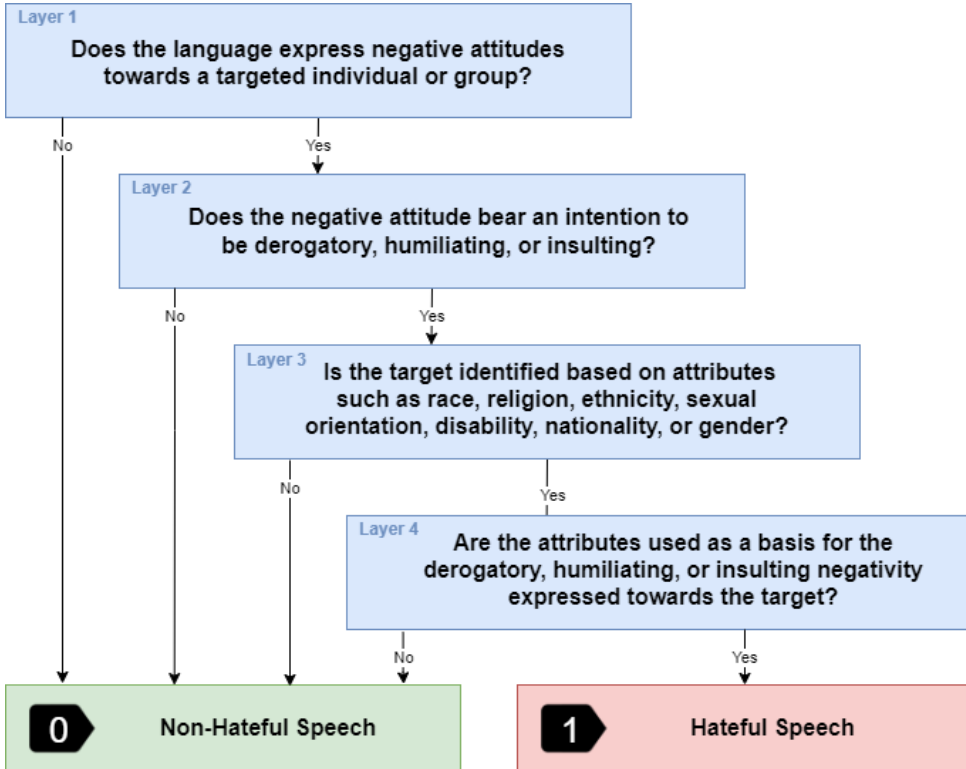 Layer 1
Does the language express negative attitudes
towards a targeted individual or group?
No
Yes
Layer 2
Does the negative attitude bear an intention to
be derogatory, humiliating, or insulting?
No
Yes
Layer 3
Is the target identified based on attributes
such as race, religion, ethnicity, sexual
orientation, disability, nationality, or gender?
No
Yes
Layer 4
Are the attributes used as a basis for the
derogatory, humiliating, or insulting negativity
expressed towards the target?
No
Yes
0 Non-Hateful Speech
1 Hateful Speech